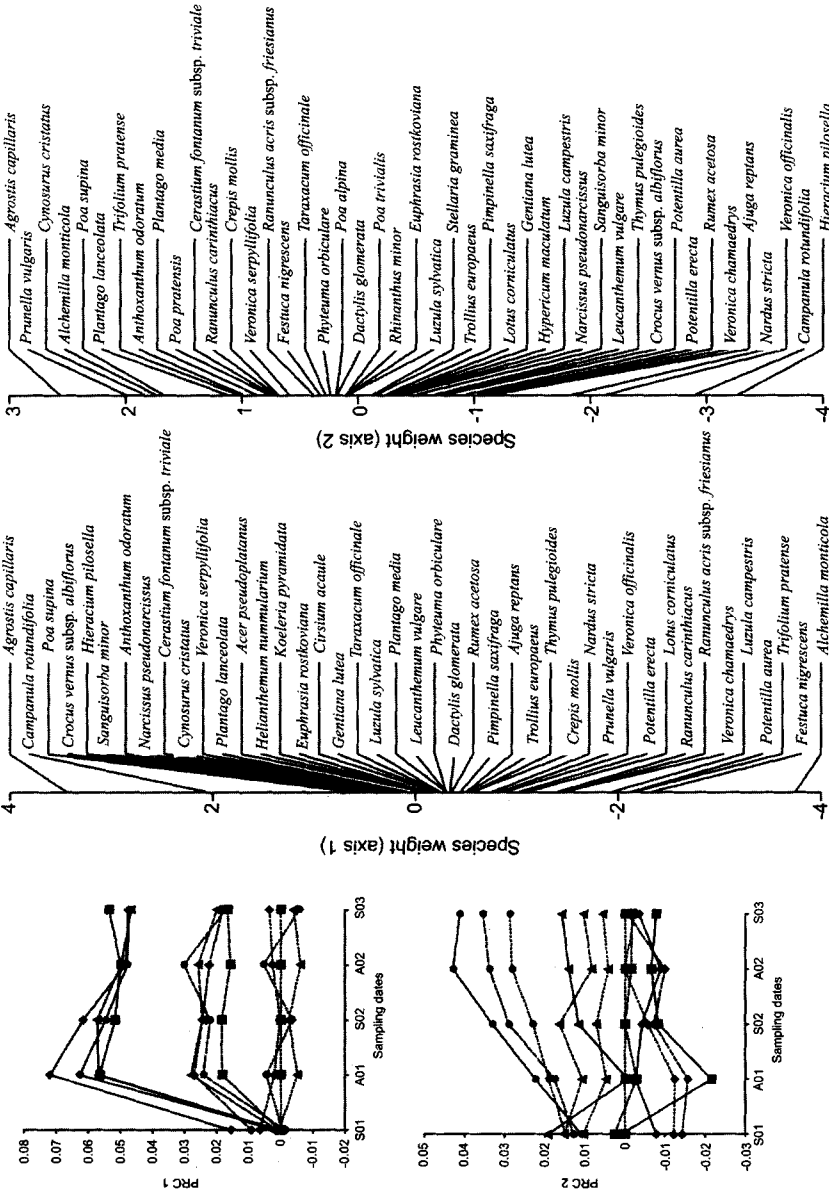 PRC 1
0.08
0.07
0.06
0.05
0.04
0.03
0.02
0.01
0
-0.01
-0.02
S01
A01
S02
A02
S03
Sampling dates
Species weight (axis 1)
4
2
0
-2
-4
Agrostis capillaris
Campanula rotundifolia
Poa supina
Crocus vernus subsp. albiflorus
Hieracium pilosella
Sanguisorba minor
Anthoxanthum odoratum
Narcissus pseudonarcissus
Cerastium fontanum subsp. triviale
Cynosurus cristatus
Veronica serpyllifolia
Plantago lanceolata
Acer pseudoplatanus
Helianthemum nummularium
Koeleria pyramidata
Euphrasia rostkoviana
Cirsium acaule
Gentiana lutea
Taraxacum officinale
Luzula sylvatica
Plantago media
Leucanthemum vulgare
Phyteuma orbiculare
Dactylis glomerata
Rumex acetosa
Pimpinella saxifraga
Ajuga reptans
Trollius europaeus
Thymus pulegioides
Crepis mollis
Nardus stricta
Prunella vulgaris
Veronica officinalis
Potentilla erecta
Lotus corniculatus
Ranunculus carinthiacus
Ranunculus acris subsp. friesianus
Veronica chamaedrys
Luzula campestris
Potentilla aurea
Trifolium pratense
Festuca nigrescens
Alchemilla monticola
PRC 2
0.05
0.04
0.03
0.02
0.01
0
-0.01
-0.02
-0.03
S01
A01
S02
A02
S03
Sampling dates
Species weight (axis 2)
3
2
1
0
-1
-2
-3
-4
Agrostis capillaris
Prunella vulgaris
Cynosurus cristatus
Alchemilla monticola
Poa supina
Plantago lanceolata
Trifolium pratense
Anthoxanthum odoratum
Plantago media
Poa pratensis
Cerastium fontanum subsp. triviale
Ranunculus carinthiacus
Crepis mollis
Veronica serpyllifolia
Ranunculus acris subsp. friesianus
Festuca nigrescens
Taraxacum officinale
Phyteuma orbiculare
Poa alpina
Dactylis glomerata
Poa trivialis
Rhinanthus minor
Euphrasia rostkoviana
Luzula sylvatica
Stellaria graminea
Trollius europaeus
Pimpinella saxifraga
Lotus corniculatus
Gentiana lutea
Hypericum maculatum
Luzula campestris
Narcissus pseudonarcissus
Sanguisorba minor
Leucanthemum vulgare
Thymus pulegioides
Crocus vernus subsp. albiflorus
Potentilla aurea
Potentilla erecta
Rumex acetosa
Veronica chamaedrys
Ajuga reptans
Nardus stricta
Veronica officinalis
Campanula rotundifolia
Hieracium pilosella